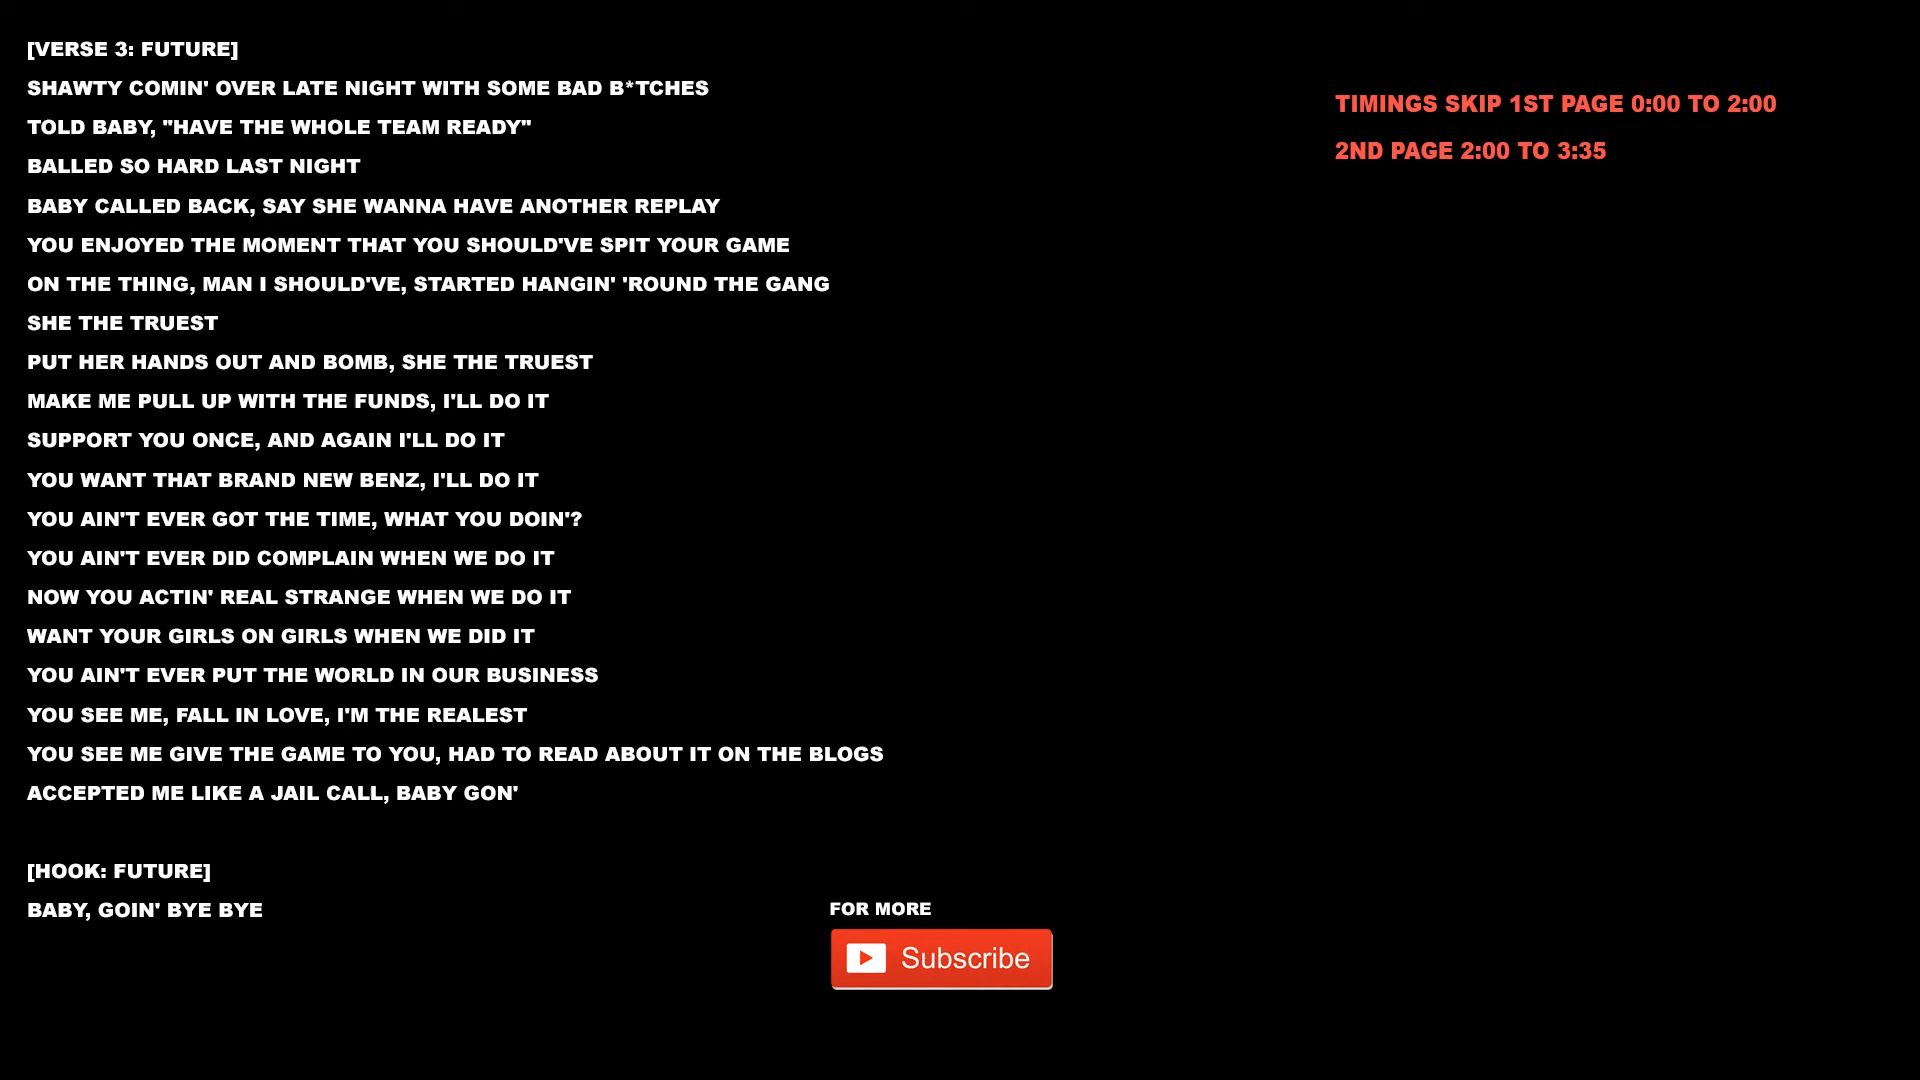 [VERSE 3: FUTURE]
SHAWTY COMIN' OVER LATE NIGHT WITH SOME BAD B*TCHES
TOLD BABY, "HAVE THE WHOLE TEAM READY"
BALLED SO HARD LAST NIGHT
BABY CALLED BACK, SAY SHE WANNA HAVE ANOTHER REPLAY
YOU ENJOYED THE MOMENT THAT YOU SHOULD'VE SPIT YOUR GAME
ON THE THING, MAN I SHOULD'VE, STARTED HANGIN' 'ROUND THE GANG
SHE THE TRUEST
PUT HER HANDS OUT AND BOMB, SHE THE TRUEST
MAKE ME PULL UP WITH THE FUNDS, I'LL DO IT
SUPPORT YOU ONCE, AND AGAIN I'LL DO IT
YOU WANT THAT BRAND NEW BENZ, I'LL DO IT
YOU AIN'T EVER GOT THE TIME, WHAT YOU DOIN'?
YOU AIN'T EVER DID COMPLAIN WHEN WE DO IT
NOW YOU ACTIN' REAL STRANGE WHEN WE DO IT
WANT YOUR GIRLS ON GIRLS WHEN WE DID IT
YOU AIN'T EVER PUT THE WORLD IN OUR BUSINESS
YOU SEE ME, FALL IN LOVE, I'M THE REALEST
YOU SEE ME GIVE THE GAME TO YOU, HAD TO READ ABOUT IT ON THE BLOGS
ACCEPTED ME LIKE A JAIL CALL, BABY GON'
[HOOK: FUTURE]
BABY, GOIN' BYE BYE
TIMINGS SKIP 1ST PAGE 0:00 TO 2:00
2ND PAGE 2:00 TO 3:35
FOR MORE
Subscribe